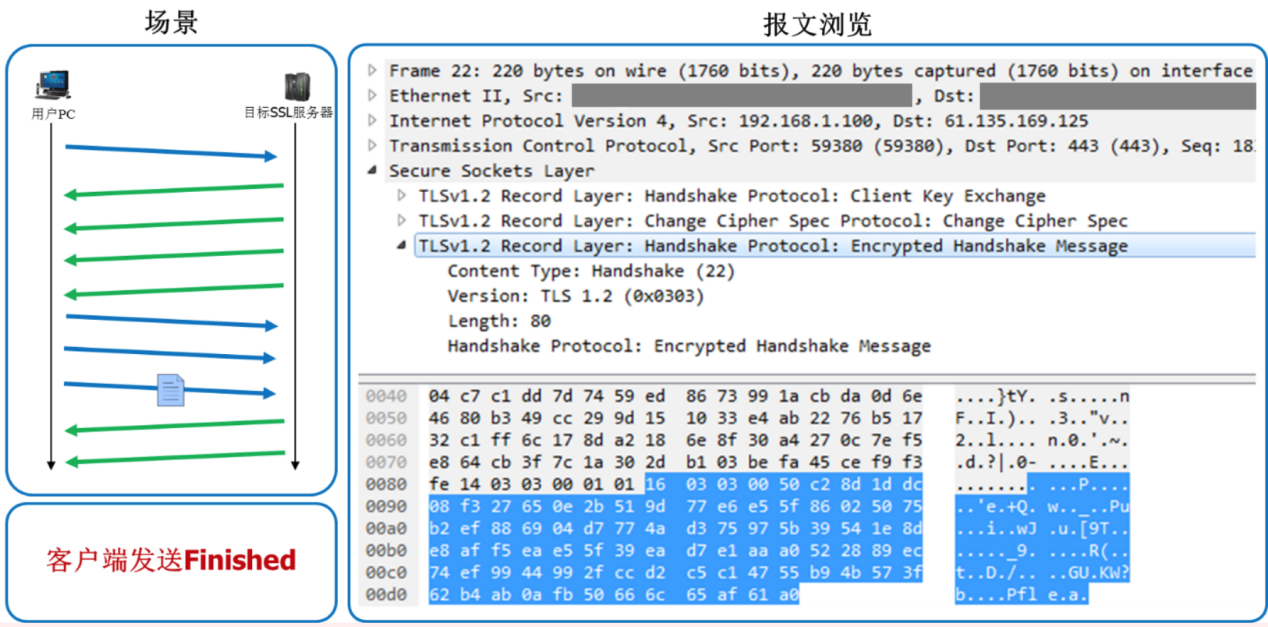 场景
报文浏览
用户PC
目标SSL服务器
客户端发送Finished
Frame 22: 220 bytes on wire (1760 bits), 220 bytes captured (1760 bits) on interface
Ethernet II, Src: , Dst:
Internet Protocol Version 4, Src: 192.168.1.100, Dst: 61.135.169.125
Transmission Control Protocol, Src Port: 59380 (59380), Dst Port: 443 (443), Seq: 18
Secure Sockets Layer
TLSv1.2 Record Layer: Handshake Protocol: Client Key Exchange
TLSv1.2 Record Layer: Change Cipher Spec Protocol: Change Cipher Spec
TLSv1.2 Record Layer: Handshake Protocol: Encrypted Handshake Message
Content Type: Handshake (22)
Version: TLS 1.2 (0x0303)
Length: 80
Handshake Protocol: Encrypted Handshake Message
0040 04 c7 c1 dd 7d 74 59 ed 86 73 99 1a cb da 0d 6e ....}tY. .s.....n
0050 46 80 b3 49 cc 29 9d 15 10 33 e4 ab 22 76 b5 17 F..I.).. .3.."v..
0060 32 c1 ff 6c 17 8d a2 18 6e 8f 30 a4 27 0c 7e f5 2..l.... n.0.'.~.
0070 e8 64 cb 3f 7c 1a 30 2d b1 03 be fa 45 ce f9 f3 .d.?|.0- ....E...
0080 fe 14 03 03 00 01 01 16 03 03 00 50 c2 8d 1d dc ........ ...P....
0090 08 f3 27 65 0e 2b 51 9d 77 e6 e5 5f 86 02 50 75 ..'e.+Q. w.._..Pu
00a0 b2 ef 88 69 04 d7 77 4a d3 75 97 5b 39 54 1e 8d ...i..wJ .u.[9T..
00b0 e8 af f5 ea e5 5f 39 ea d7 e1 aa a0 52 28 89 ec ....._9. ....R(..
00c0 74 ef 99 44 99 2f cc d2 c5 c1 47 55 b9 4b 57 3f t..D./.. ..GU.KW?
00d0 62 b4 ab 0a fb 50 66 6c 65 af 61 a0 b....Pfl e.a.